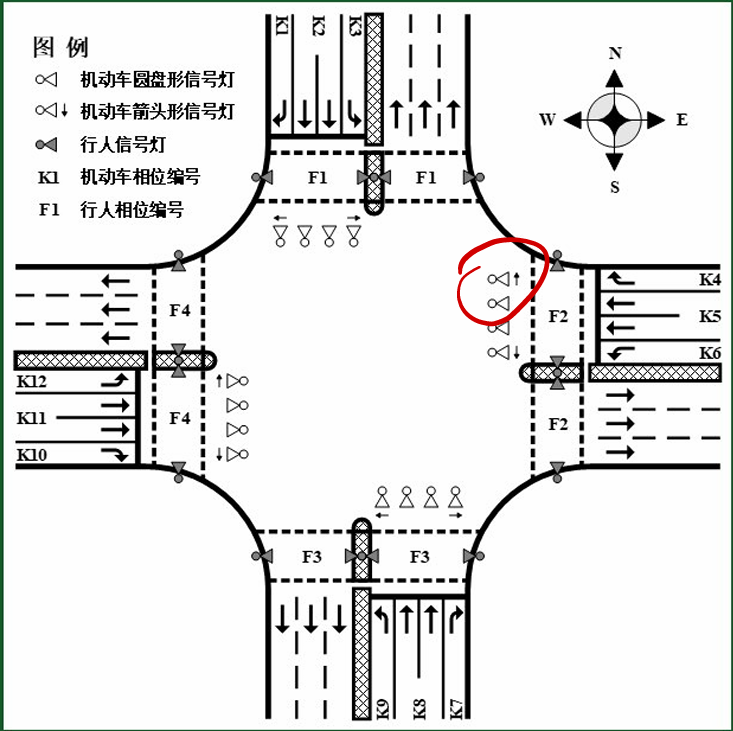 图 例
机动车圆盘形信号灯
机动车箭头形信号灯
行人信号灯
K1 机动车相位编号
F1 行人相位编号
K1 K2 K3
N
W E
S
F1 F1
F4 F2 K4
K5
K6
K12
K11 F4 F2
K10
F3 F3
K9 K8 K7